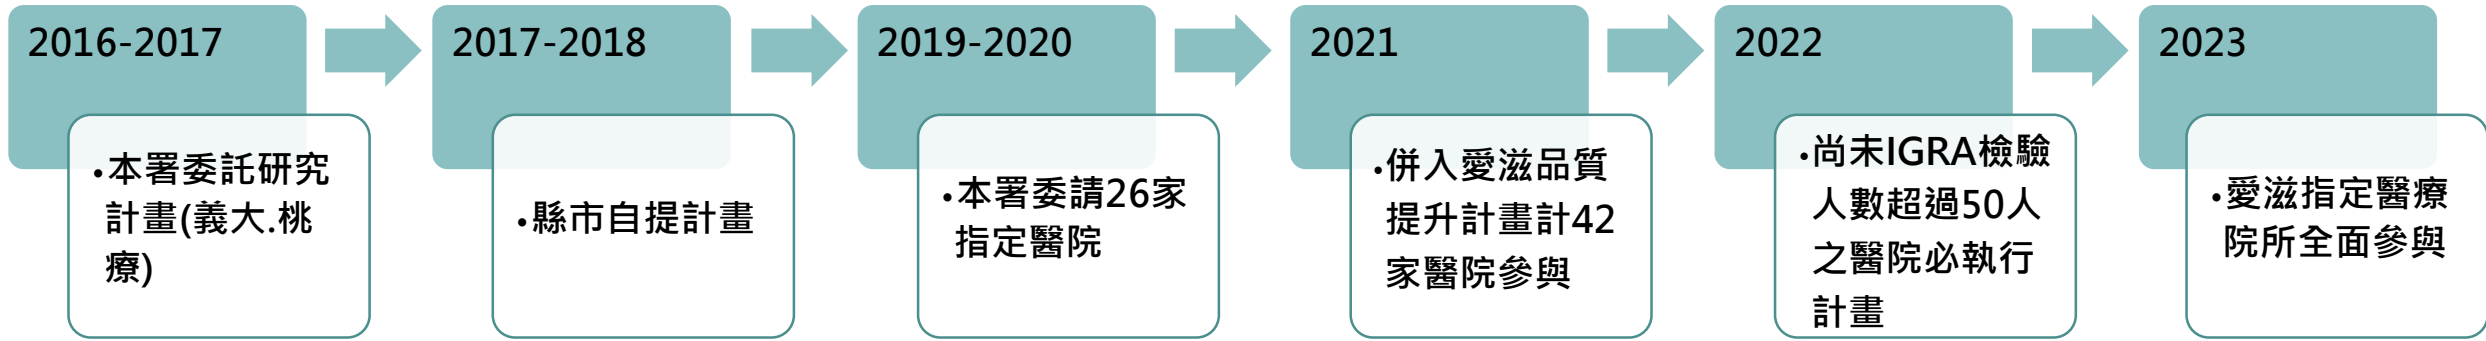 2016-2017
•本署委託研究
計畫(義大.桃
療)
2017-2018
•縣市自提計畫
2019-2020
•本署委請26家
指定醫院
2021
•併入愛滋品質
提升計畫計42
家醫院參與
2022
•尚未IGRA檢驗
人數超過50人
之醫院必執行
計畫
2023
•愛滋指定醫療
院所全面參與